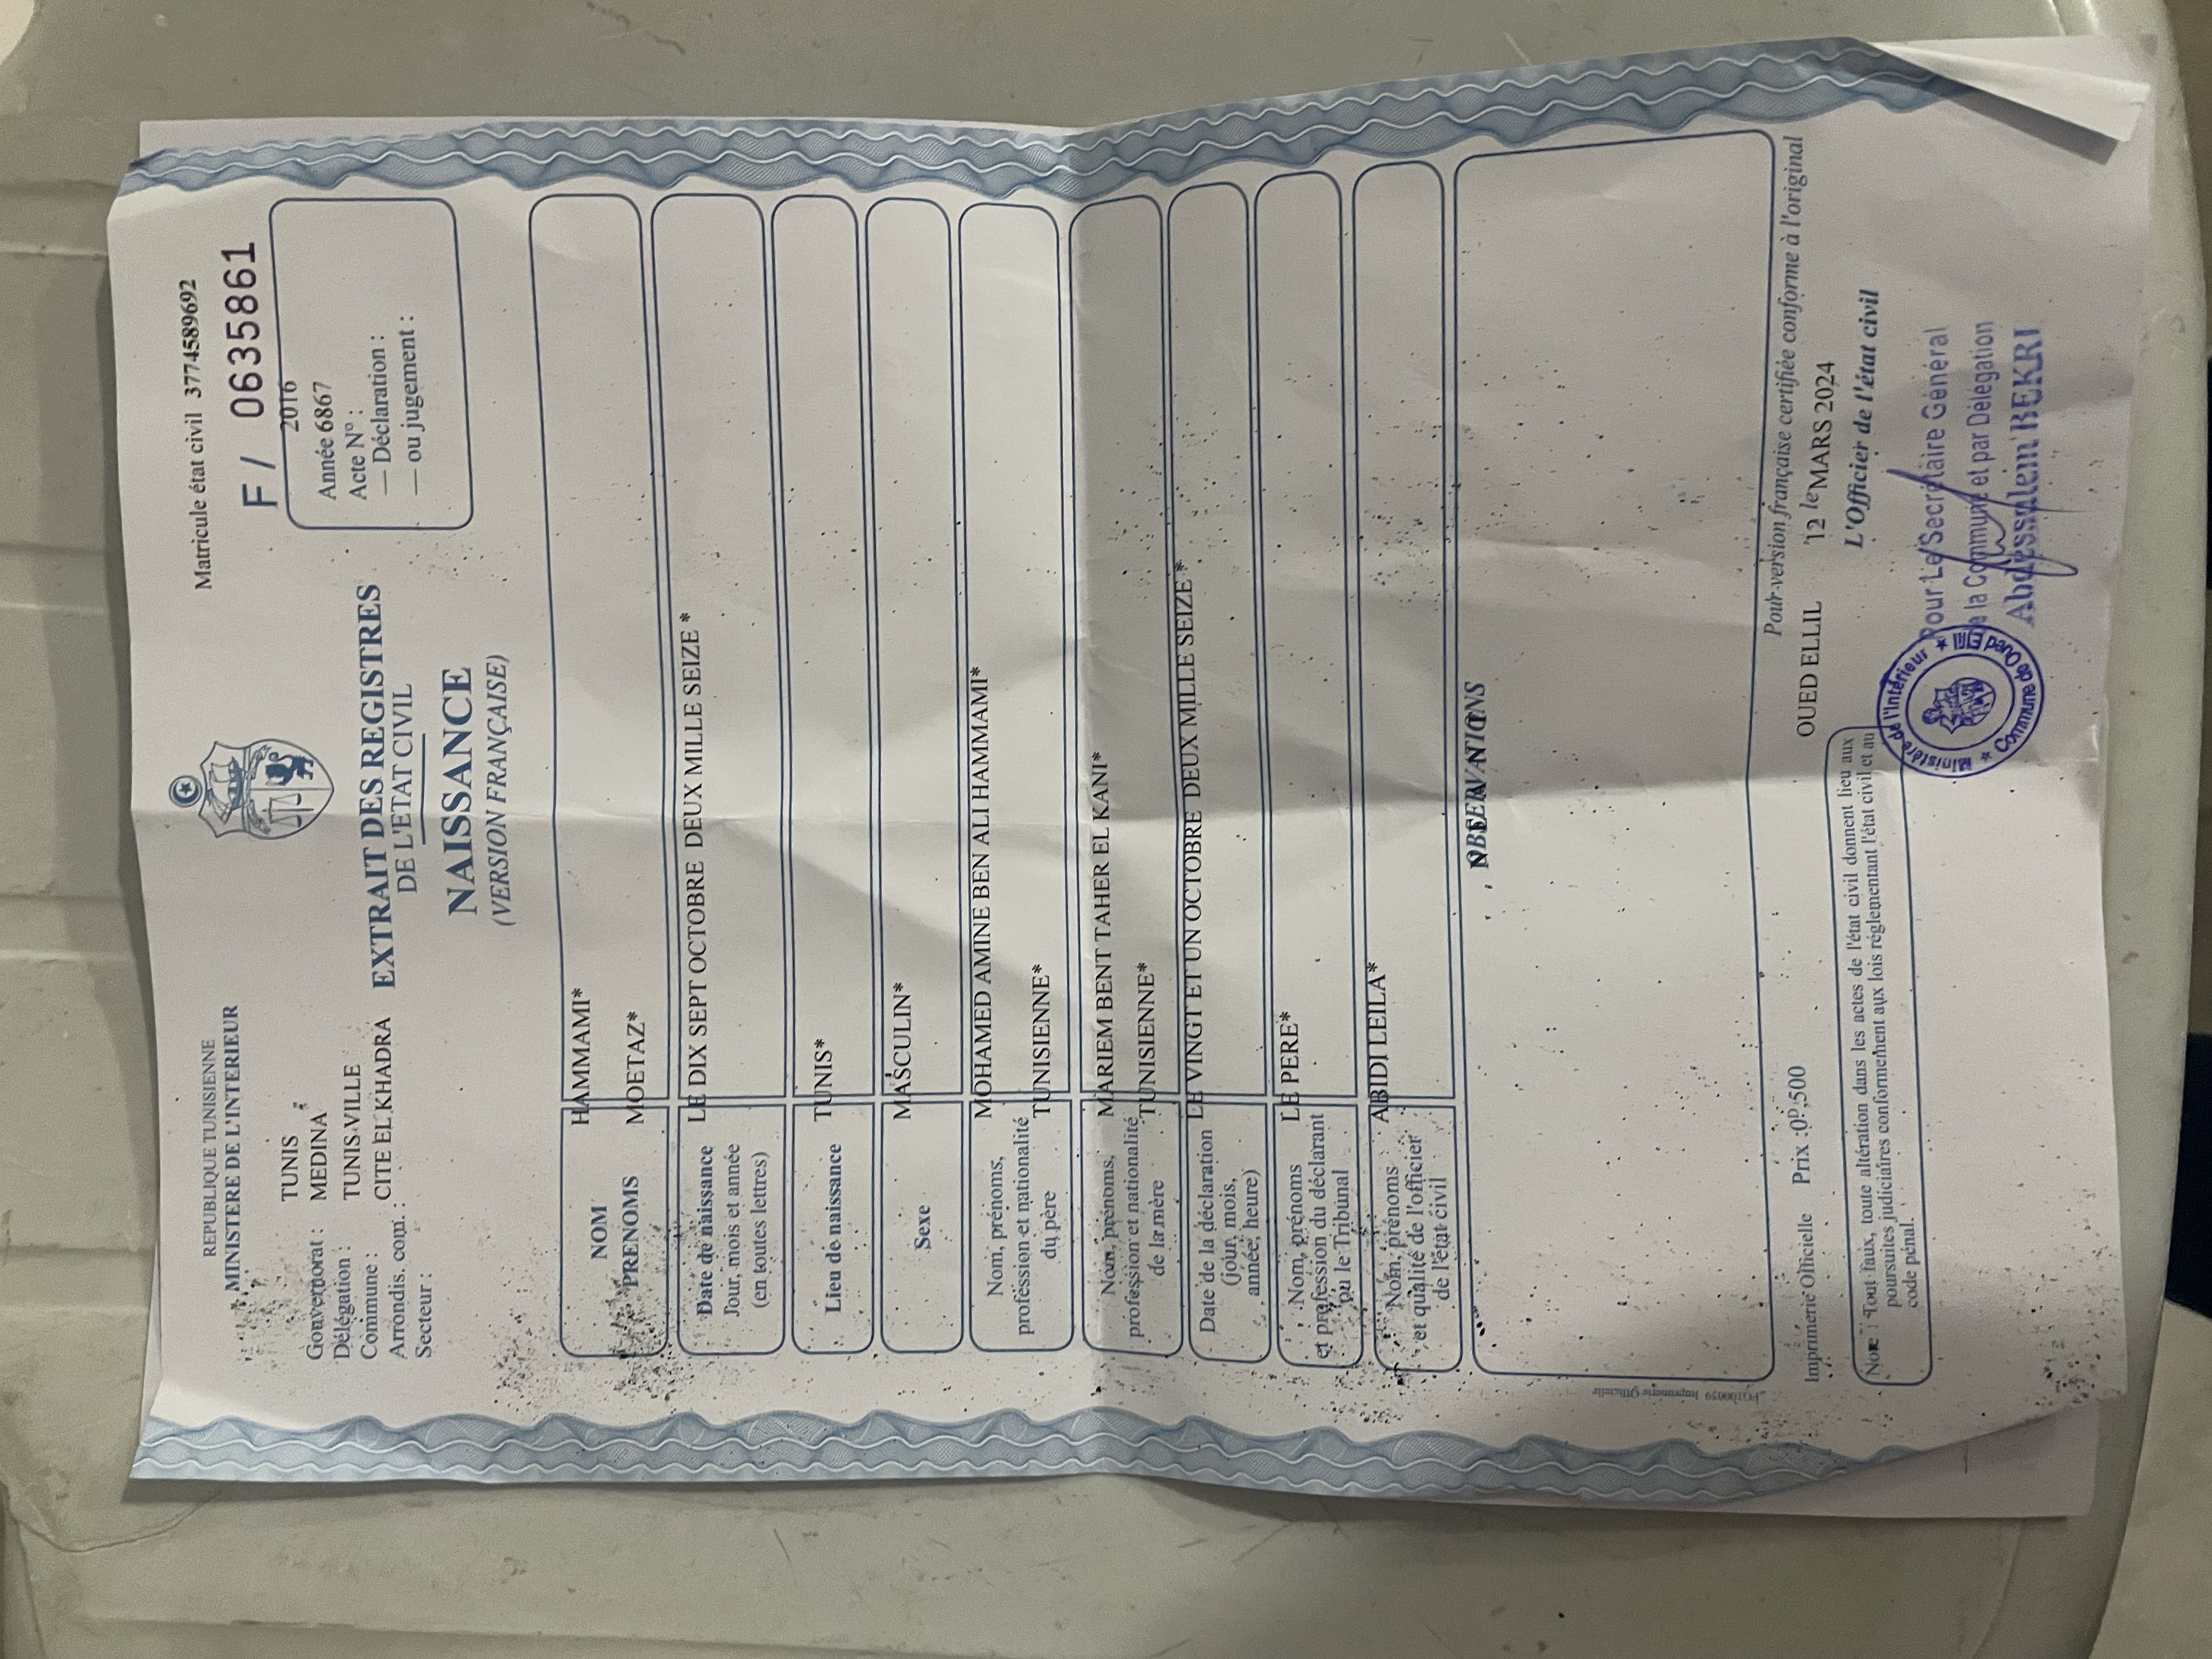 REPUBLIQUE TUNISIENNE
MINISTERE DE L'INTERIEUR
Matricule état civil 3774589692
F / 0635861
TUNIS
Gouvernorat : MEDINA
Délégation :
TUNIS VILLE
Commune :
CITE EL KHADRA
Arrondis. com. :
Secteur :
EXTRAIT DES REGISTRES
DE L'ETAT CIVIL
NAISSANCE
(VERSION FRANÇAISE)
2016
Année 6867
Acte N° :
— Déclaration :
— ou jugement :
NOM HAMMAMI*
PRENOMS MOETAZ*
Date de naissance LE DIX SEPT OCTOBRE DEUX MILLE SEIZE *
Jour, mois et année
(en toutes lettres)
Lieu de naissance TUNIS*
Sexe MASCULIN*
Nom, prénoms, MOHAMED AMINE BEN ALI HAMMAMI*
profession et nationalité
du père TUNISIENNE*
Nom, prénoms, MARIEM BENT TAHER EL KANI*
profession et nationalité
de la mère TUNISIENNE*
Date de la déclaration LE VINGT ET UN OCTOBRE DEUX MILLE SEIZE *
(jour, mois,
année, heure)
Nom, prénoms LE PERE*
et profession du déclarant
ou le Tribunal
Nom, prénoms ABIDI LEILA*
et qualité de l'officier
de l'état civil
OBSERVATIONS
Pour version française certifiée conforme à l'original
OUED ELLIL 12 le MARS 2024
L'Officier de l'état civil
Pour Le Secrétaire Général
de la Commune et par Délégation
Abdessalem BEKRI
Ministère de l'Intérieur
Commune de Oued
Imprimerie Officielle Prix : 0D,500
Note : Tout faux, toute altération dans les actes de l'état civil donnent lieu aux
poursuites judiciaires conformement aux lois réglementant l'état civil et au
code pénal.
Imprimerie Officielle